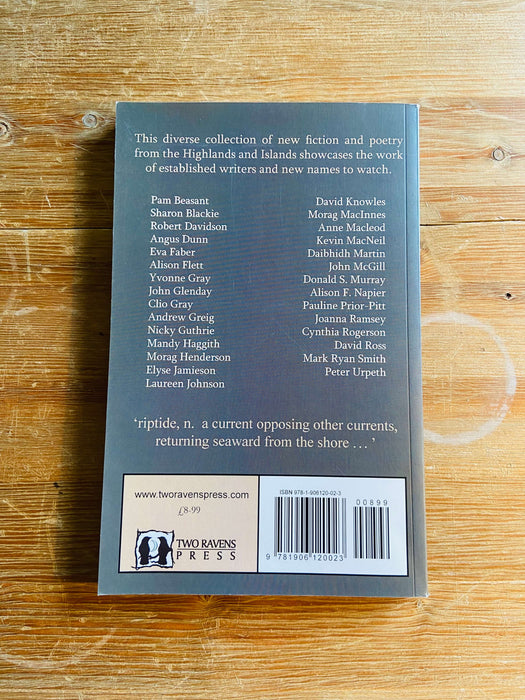 This diverse collection of new fiction and poetry
from the Highlands and Islands showcases the work
of established writers and new names to watch.
Pam Beasant
Sharon Blackie
Robert Davidson
Angus Dunn
Eva Faber
Alison Flett
Yvonne Gray
John Glenday
Clio Gray
Andrew Greig
Nicky Guthrie
Mandy Haggith
Morag Henderson
Elyse Jamieson
Laureen Johnson
David Knowles
Morag MacInnes
Anne Macleod
Kevin MacNeil
Daibhidh Martin
John McGill
Donald S. Murray
Alison F. Napier
Pauline Prior-Pitt
Joanna Ramsey
Cynthia Rogerson
David Ross
Mark Ryan Smith
Peter Urpeth
'riptide, n. a current opposing other currents,
returning seaward from the shore . . . '
www.tworavenspress.com
£8-99
TWO RAVENS
PRESS
ISBN 978-1-906120-02-3
00899
9 781906 120023